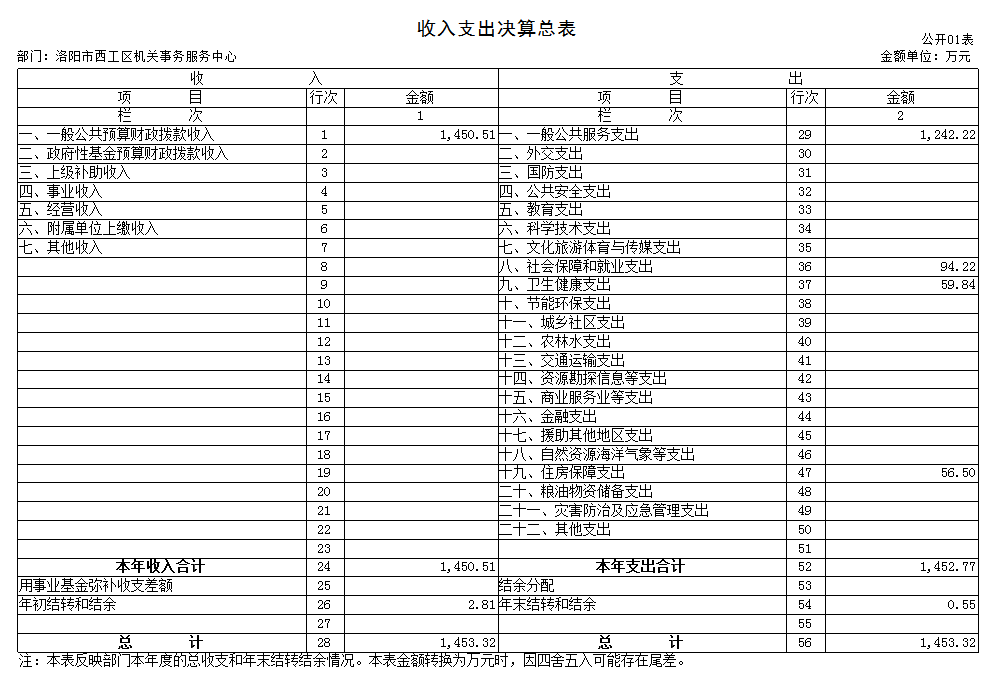 收入支出决算总表
公开01表
部门：洛阳市西工区机关事务服务中心 金额单位：万元
收 入 支 出
项 目 行次 金额 项 目 行次 金额
栏 次 1 栏 次 2
一、一般公共预算财政拨款收入 1 1,450.51 一、一般公共服务支出 29 1,242.22
二、政府性基金预算财政拨款收入 2 二、外交支出 30
三、上级补助收入 3 三、国防支出 31
四、事业收入 4 四、公共安全支出 32
五、经营收入 5 五、教育支出 33
六、附属单位上缴收入 6 六、科学技术支出 34
七、其他收入 7 七、文化旅游体育与传媒支出 35
8 八、社会保障和就业支出 36 94.22
9 九、卫生健康支出 37 59.84
10 十、节能环保支出 38
11 十一、城乡社区支出 39
12 十二、农林水支出 40
13 十三、交通运输支出 41
14 十四、资源勘探信息等支出 42
15 十五、商业服务业等支出 43
16 十六、金融支出 44
17 十七、援助其他地区支出 45
18 十八、自然资源海洋气象等支出 46
19 十九、住房保障支出 47 56.50
20 二十、粮油物资储备支出 48
21 二十一、灾害防治及应急管理支出 49
22 二十二、其他支出 50
23 51
本年收入合计 24 1,450.51 本年支出合计 52 1,452.77
用事业基金弥补收支差额 25 结余分配 53
年初结转和结余 26 2.81 年末结转和结余 54 0.55
27 55
总 计 28 1,453.32 总 计 56 1,453.32
注：本表反映部门本年度的总收支和年末结转结余情况。本表金额转换为万元时，因四舍五入可能存在尾差。